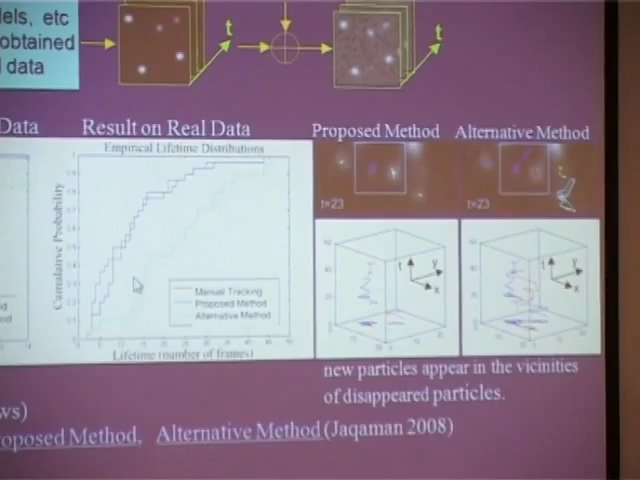 dels, etc
obtained
l data
t
t
Data
Result on Real Data
Proposed Method
Alternative Method
Empirical Lifetime Distributions
Cumulative Probability
Manual Tracking
Proposed Method
Alternative Method
Lifetime (number of frames)
t=23
t=23
t
y
x
t
y
x
new particles appear in the vicinities
of disappeared particles.
ws)
roposed Method, Alternative Method (Jaqaman 2008)